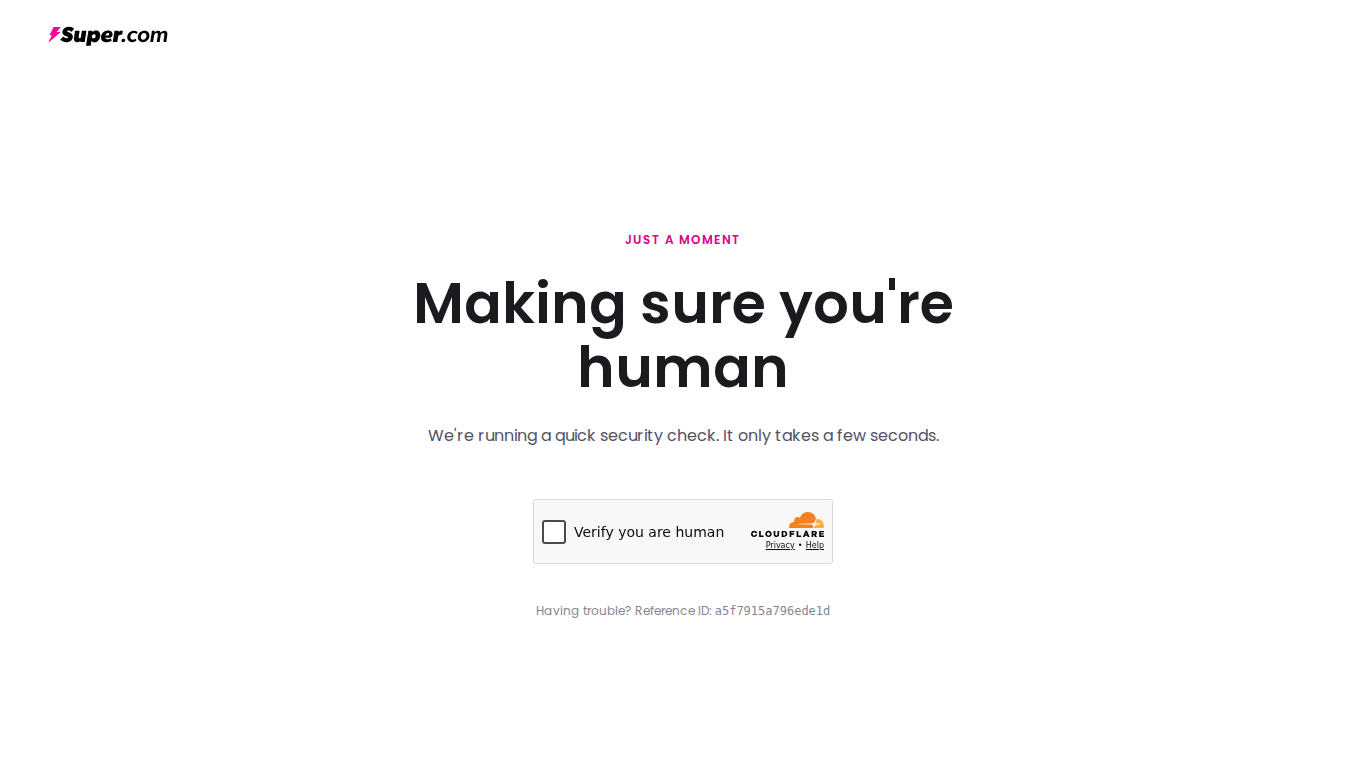 Super.com
JUST A MOMENT
Making sure you're
human
We're running a quick security check. It only takes a few seconds.
Verify you are human
CLOUDFLARE
Privacy • Help
Having trouble? Reference ID: a5f7915a796ede1d